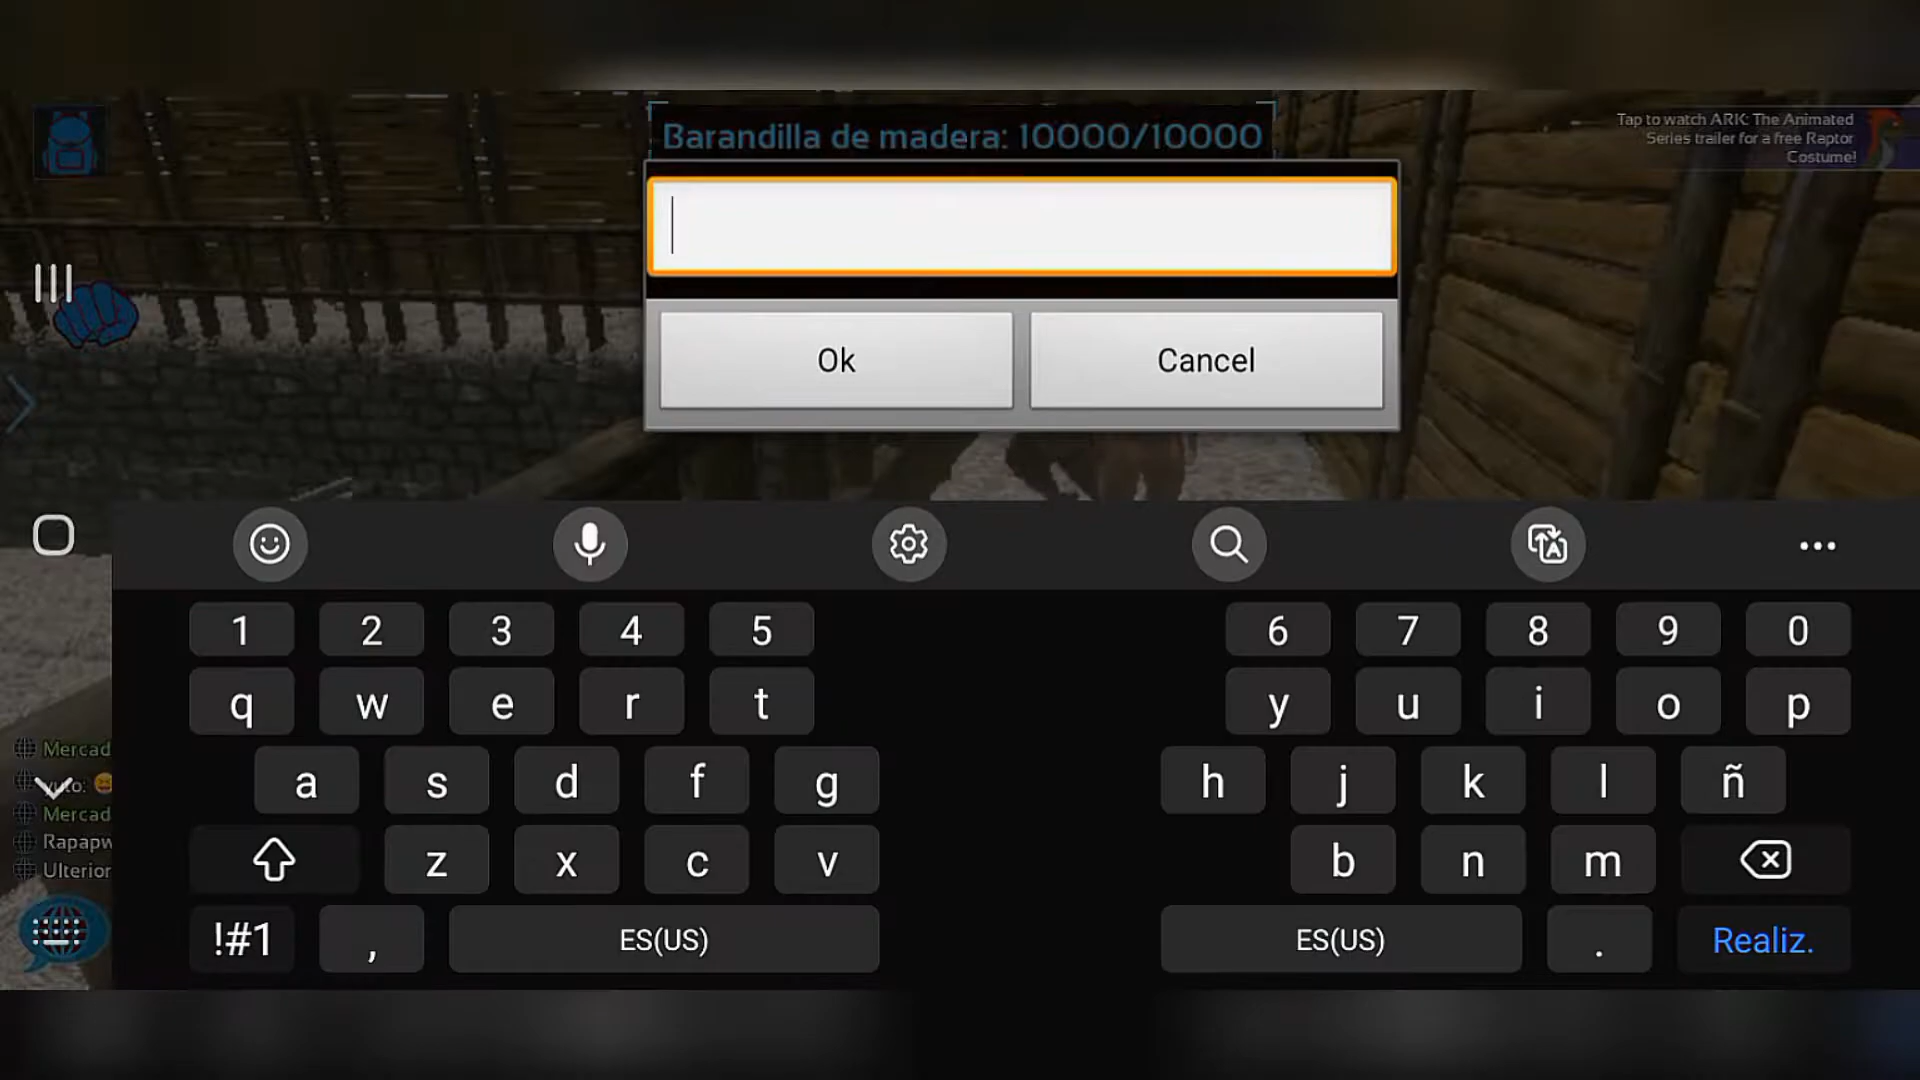 Barandilla de madera: 10000/10000
Tap to watch ARK: The Animated
Series trailer for a free Raptor
Costume!
Ok
Cancel
1 2 3 4 5 6 7 8 9 0
q w e r t y u i o p
a s d f g h j k l ñ
z x c v b n m
!#1 , ES(US) ES(US) . Realiz.
Mercad
yuto: 😆
Mercad
Rapapw
Ulterior